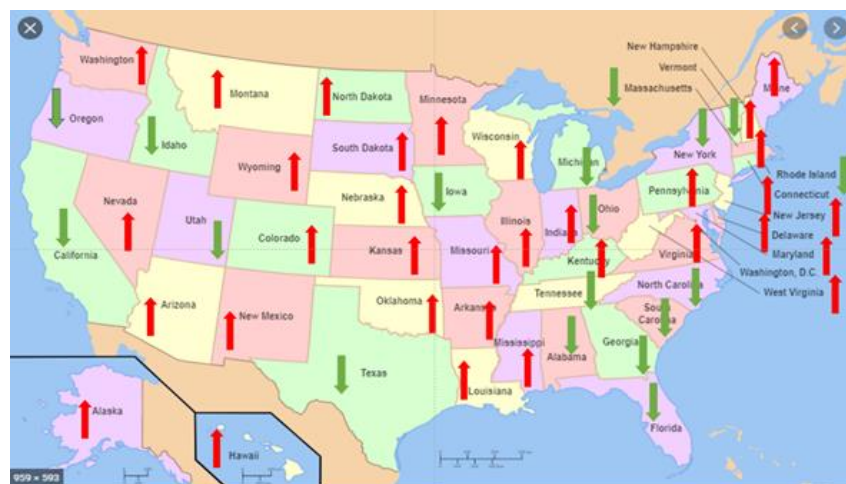 New Hampshire
Vermont
Massachusetts
Washington
Montana
North Dakota
Minnesota
Maine
Oregon
Idaho
Wyoming
South Dakota
Wisconsin
Michigan
New York
Rhode Island
Connecticut
New Jersey
Delaware
Maryland
Washington, D.C.
West Virginia
Nevada
Utah
Colorado
Nebraska
Iowa
Illinois
Indiana
Ohio
Pennsylvania
California
Kansas
Missouri
Kentucky
Virginia
Arizona
New Mexico
Oklahoma
Arkansas
Tennessee
North Carolina
South
Carolina
Texas
Louisiana
Mississippi
Alabama
Georgia
Florida
Alaska
Hawaii
959 × 593